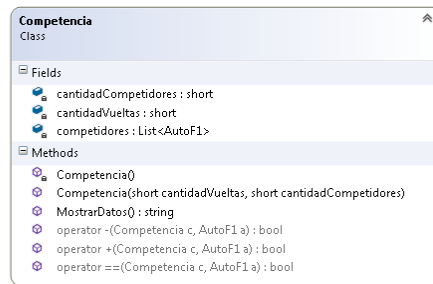 Competencia
Class
Fields
cantidadCompetidores : short
cantidadVueltas : short
competidores : List<AutoF1>
Methods
Competencia()
Competencia(short cantidadVueltas, short cantidadCompetidores)
MostrarDatos() : string
operator -(Competencia c, AutoF1 a) : bool
operator +(Competencia c, AutoF1 a) : bool
operator ==(Competencia c, AutoF1 a) : bool